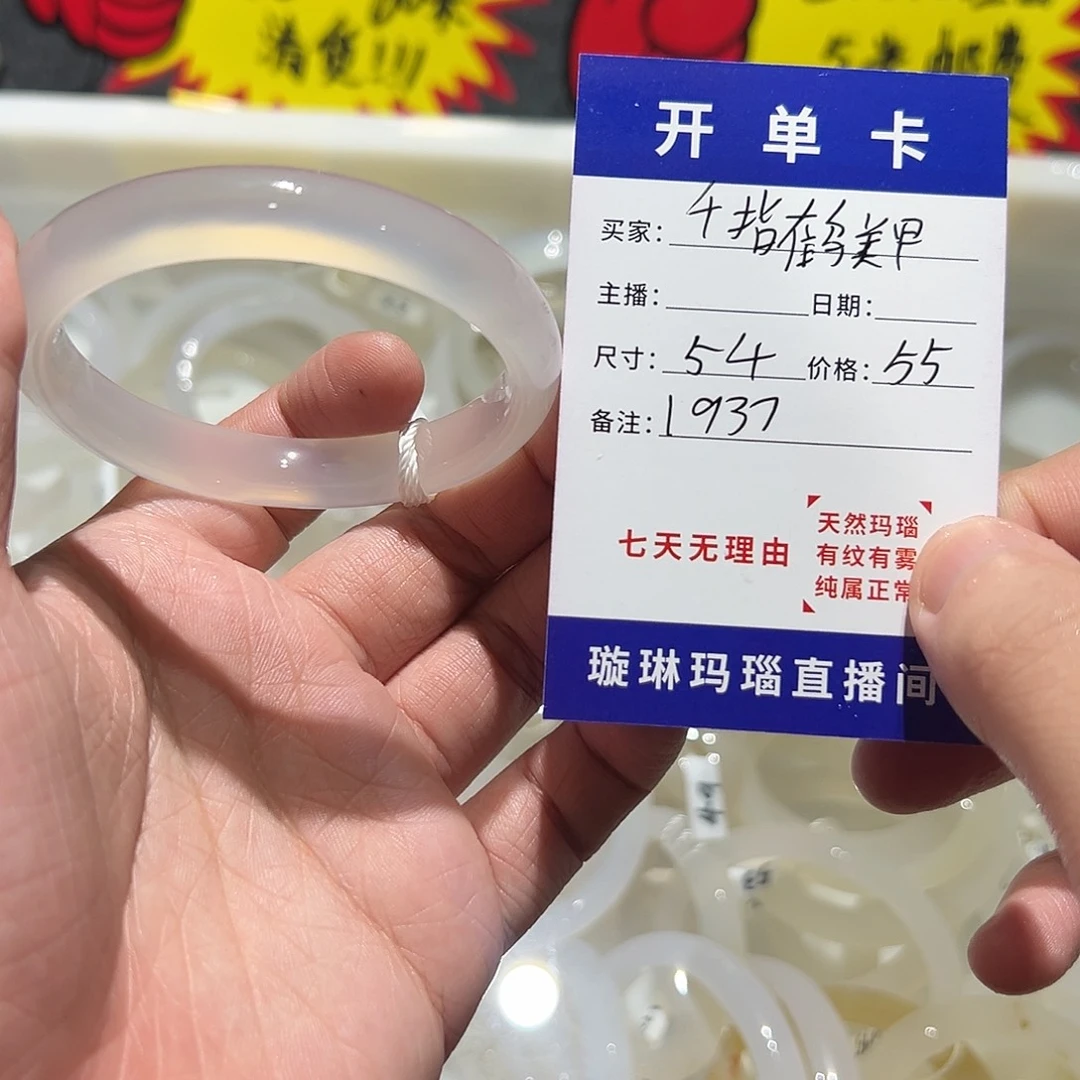 清货!!!
开单卡
买家：千指鹤美甲
主播： 日期：
尺寸：54 价格：55
备注：1937
七天无理由
天然玛瑙
有纹有雾
纯属正常
璇琳玛瑙直播间